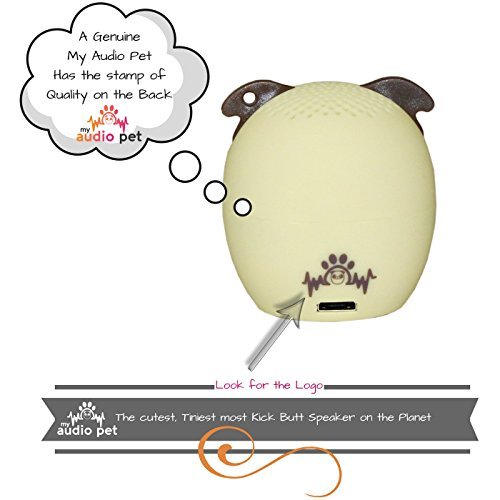 A Genuine
My Audio Pet
Has the stamp of
Quality on the Back
my
audio pet
Look for the Logo
my
audio pet
The cutest, Tiniest most Kick Butt Speaker on the Planet